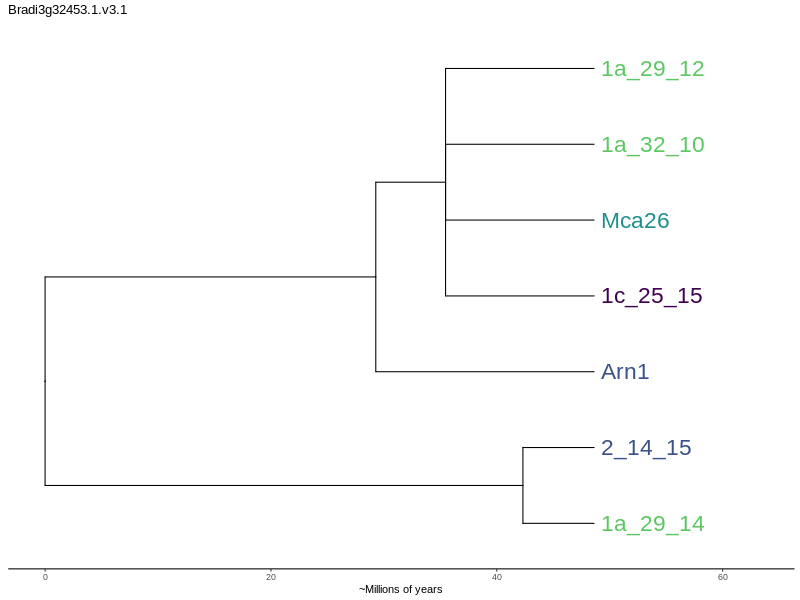 Bradi3g32453.1.v3.1
1a_29_12
1a_32_10
Mca26
1c_25_15
Arn1
2_14_15
1a_29_14
0
20
40
60
~Millions of years